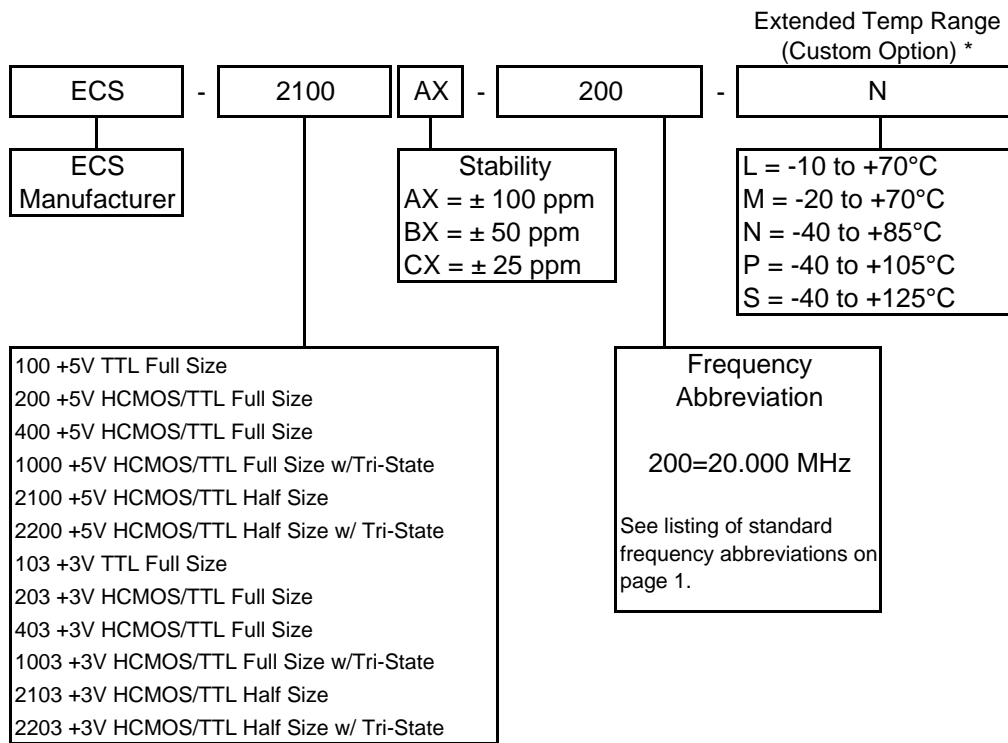 Extended Temp Range
(Custom Option) *
ECS - 2100 AX - 200 - N
ECS
Manufacturer
Stability
AX = ± 100 ppm
BX = ± 50 ppm
CX = ± 25 ppm
L = -10 to +70°C
M = -20 to +70°C
N = -40 to +85°C
P = -40 to +105°C
S = -40 to +125°C
100 +5V TTL Full Size
200 +5V HCMOS/TTL Full Size
400 +5V HCMOS/TTL Full Size
1000 +5V HCMOS/TTL Full Size w/Tri-State
2100 +5V HCMOS/TTL Half Size
2200 +5V HCMOS/TTL Half Size w/ Tri-State
103 +3V TTL Full Size
203 +3V HCMOS/TTL Full Size
403 +3V HCMOS/TTL Full Size
1003 +3V HCMOS/TTL Full Size w/Tri-State
2103 +3V HCMOS/TTL Half Size
2203 +3V HCMOS/TTL Half Size w/ Tri-State
Frequency
Abbreviation
200=20.000 MHz
See listing of standard
frequency abbreviations on
page 1.